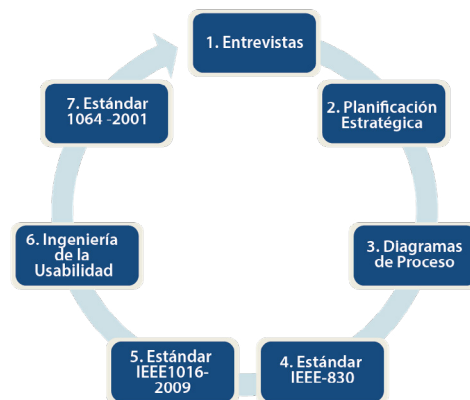 1. Entrevistas
2. Planificación
Estratégica
3. Diagramas
de Proceso
4. Estándar
IEEE-830
5. Estándar
IEEE1016-
2009
6. Ingeniería
de la
Usabilidad
7. Estándar
1064 -2001